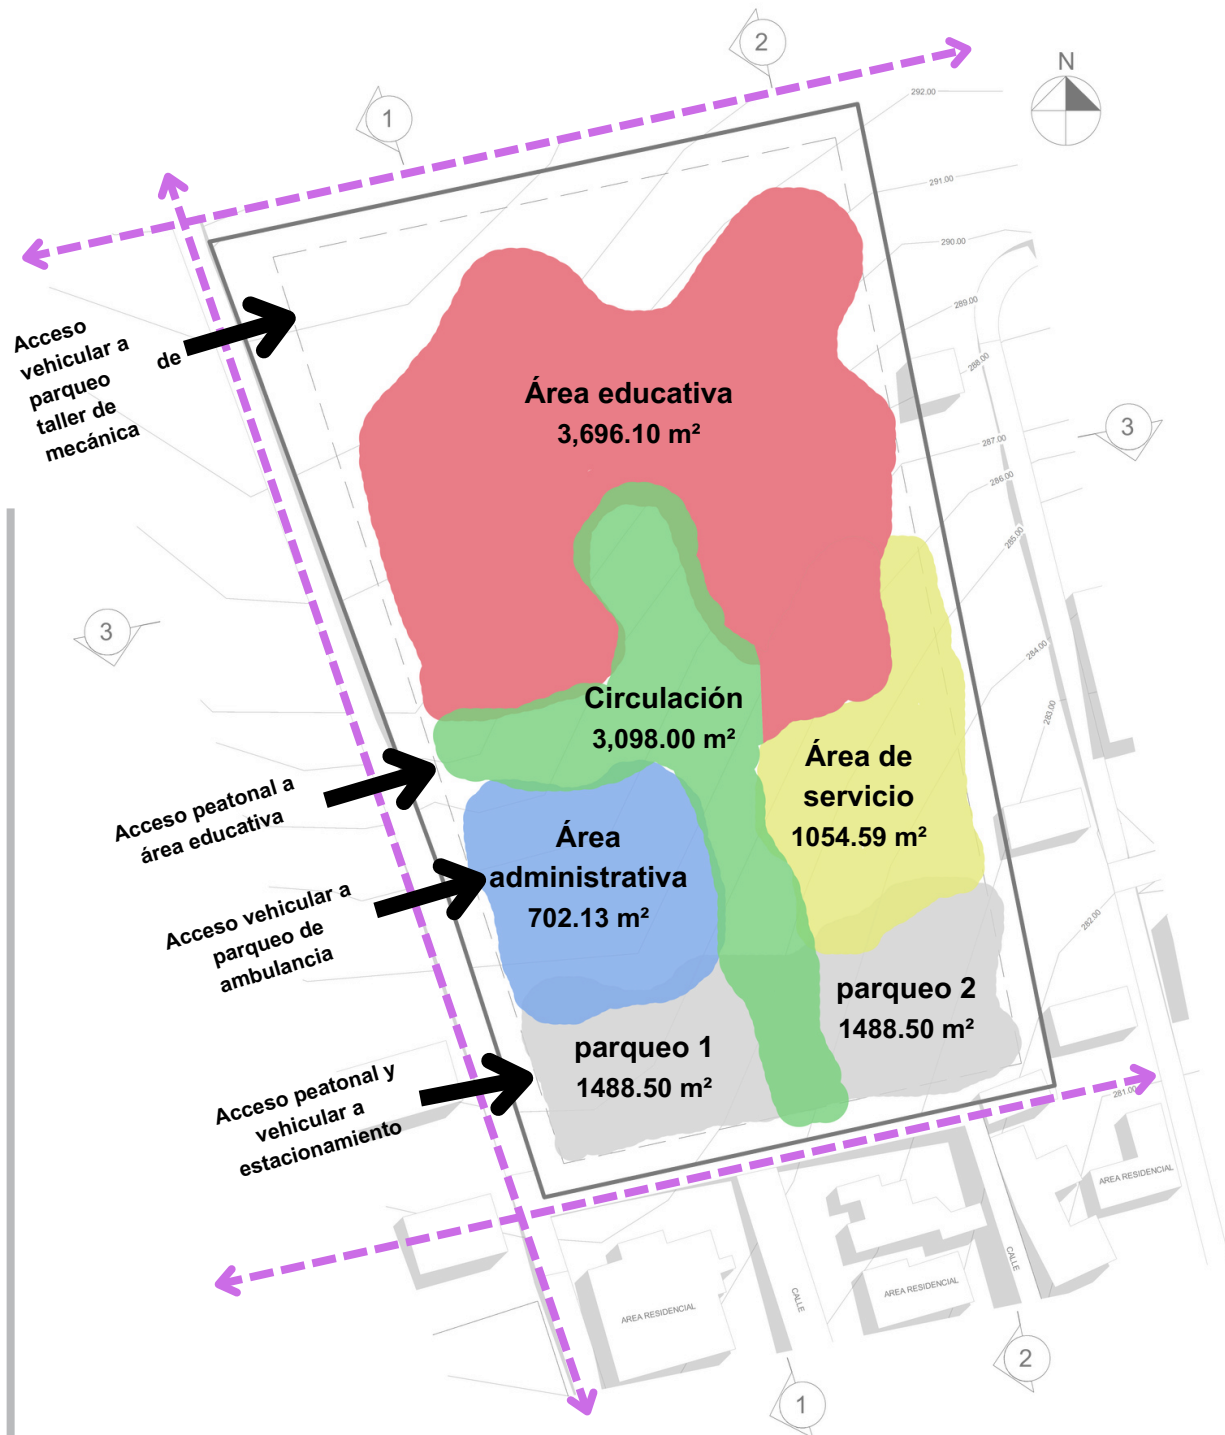 2
1
N
292.00
291.00
290.00
289.00
288.00
287.00
286.00
285.00
284.00
283.00
282.00
281.00
3
3
Acceso
vehicular a
parqueo de
taller de
mecánica
Área educativa
3,696.10 m²
Circulación
3,098.00 m²
Área de
servicio
1054.59 m²
Acceso peatonal a
área educativa
Área
administrativa
702.13 m²
Acceso vehicular a
parqueo de
ambulancia
parqueo 2
1488.50 m²
parqueo 1
1488.50 m²
Acceso peatonal y
vehicular a
estacionamiento
AREA RESIDENCIAL
AREA RESIDENCIAL
AREA RESIDENCIAL
CALLE
CALLE
2
1